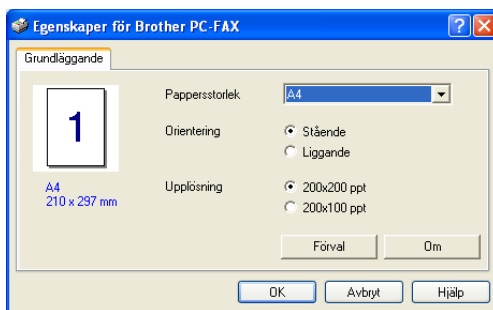 Egenskaper för Brother PC-FAX
Grundläggande
1
A4
210 x 297 mm
Pappersstorlek
A4
Orientering
Stående
Liggande
Upplösning
200x200 ppt
200x100 ppt
Förval
Om
OK
Avbryt
Hjälp